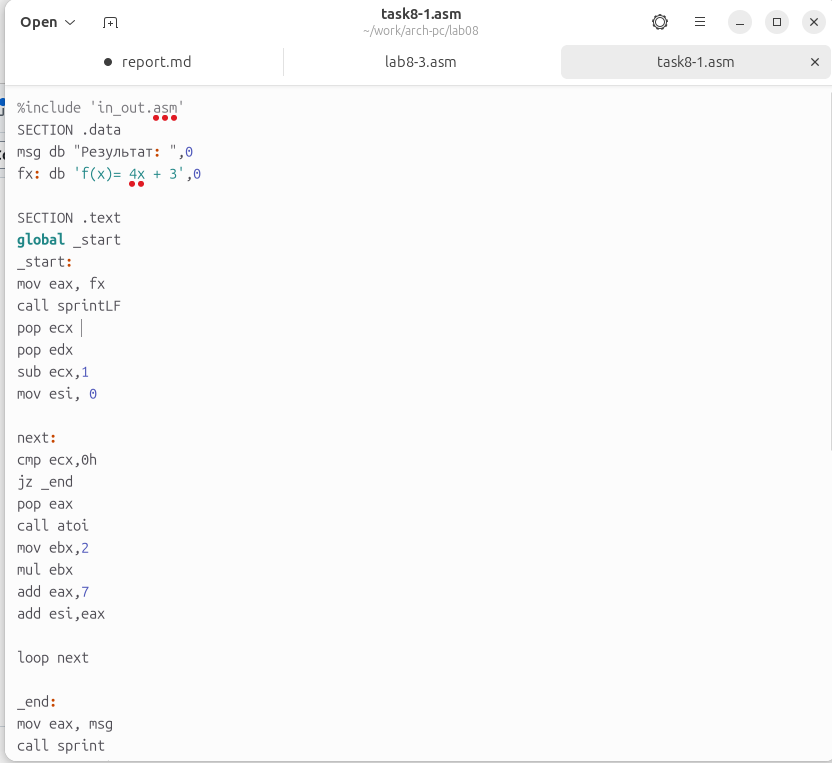 Open
task8-1.asm
~/work/arch-pc/lab08
report.md
lab8-3.asm
task8-1.asm
%include 'in_out.asm'
SECTION .data
msg db "Результат: ",0
fx: db 'f(x)= 4x + 3',0
SECTION .text
global _start
_start:
mov eax, fx
call sprintLF
pop ecx
pop edx
sub ecx,1
mov esi, 0
next:
cmp ecx,0h
jz _end
pop eax
call atoi
mov ebx,2
mul ebx
add eax,7
add esi,eax
loop next
_end:
mov eax, msg
call sprint